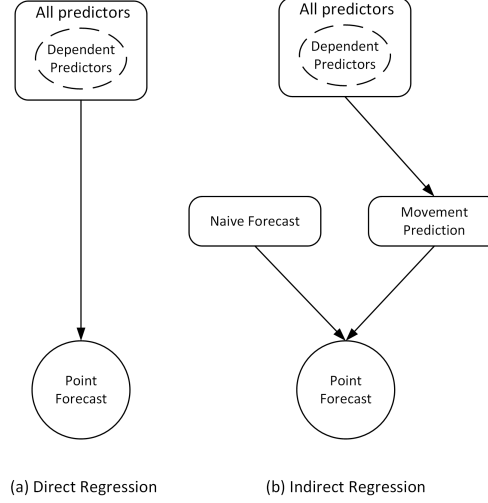 All predictors
Dependent
Predictors
All predictors
Dependent
Predictors
Naive Forecast
Movement
Prediction
Point
Forecast
Point
Forecast
(a) Direct Regression
(b) Indirect Regression